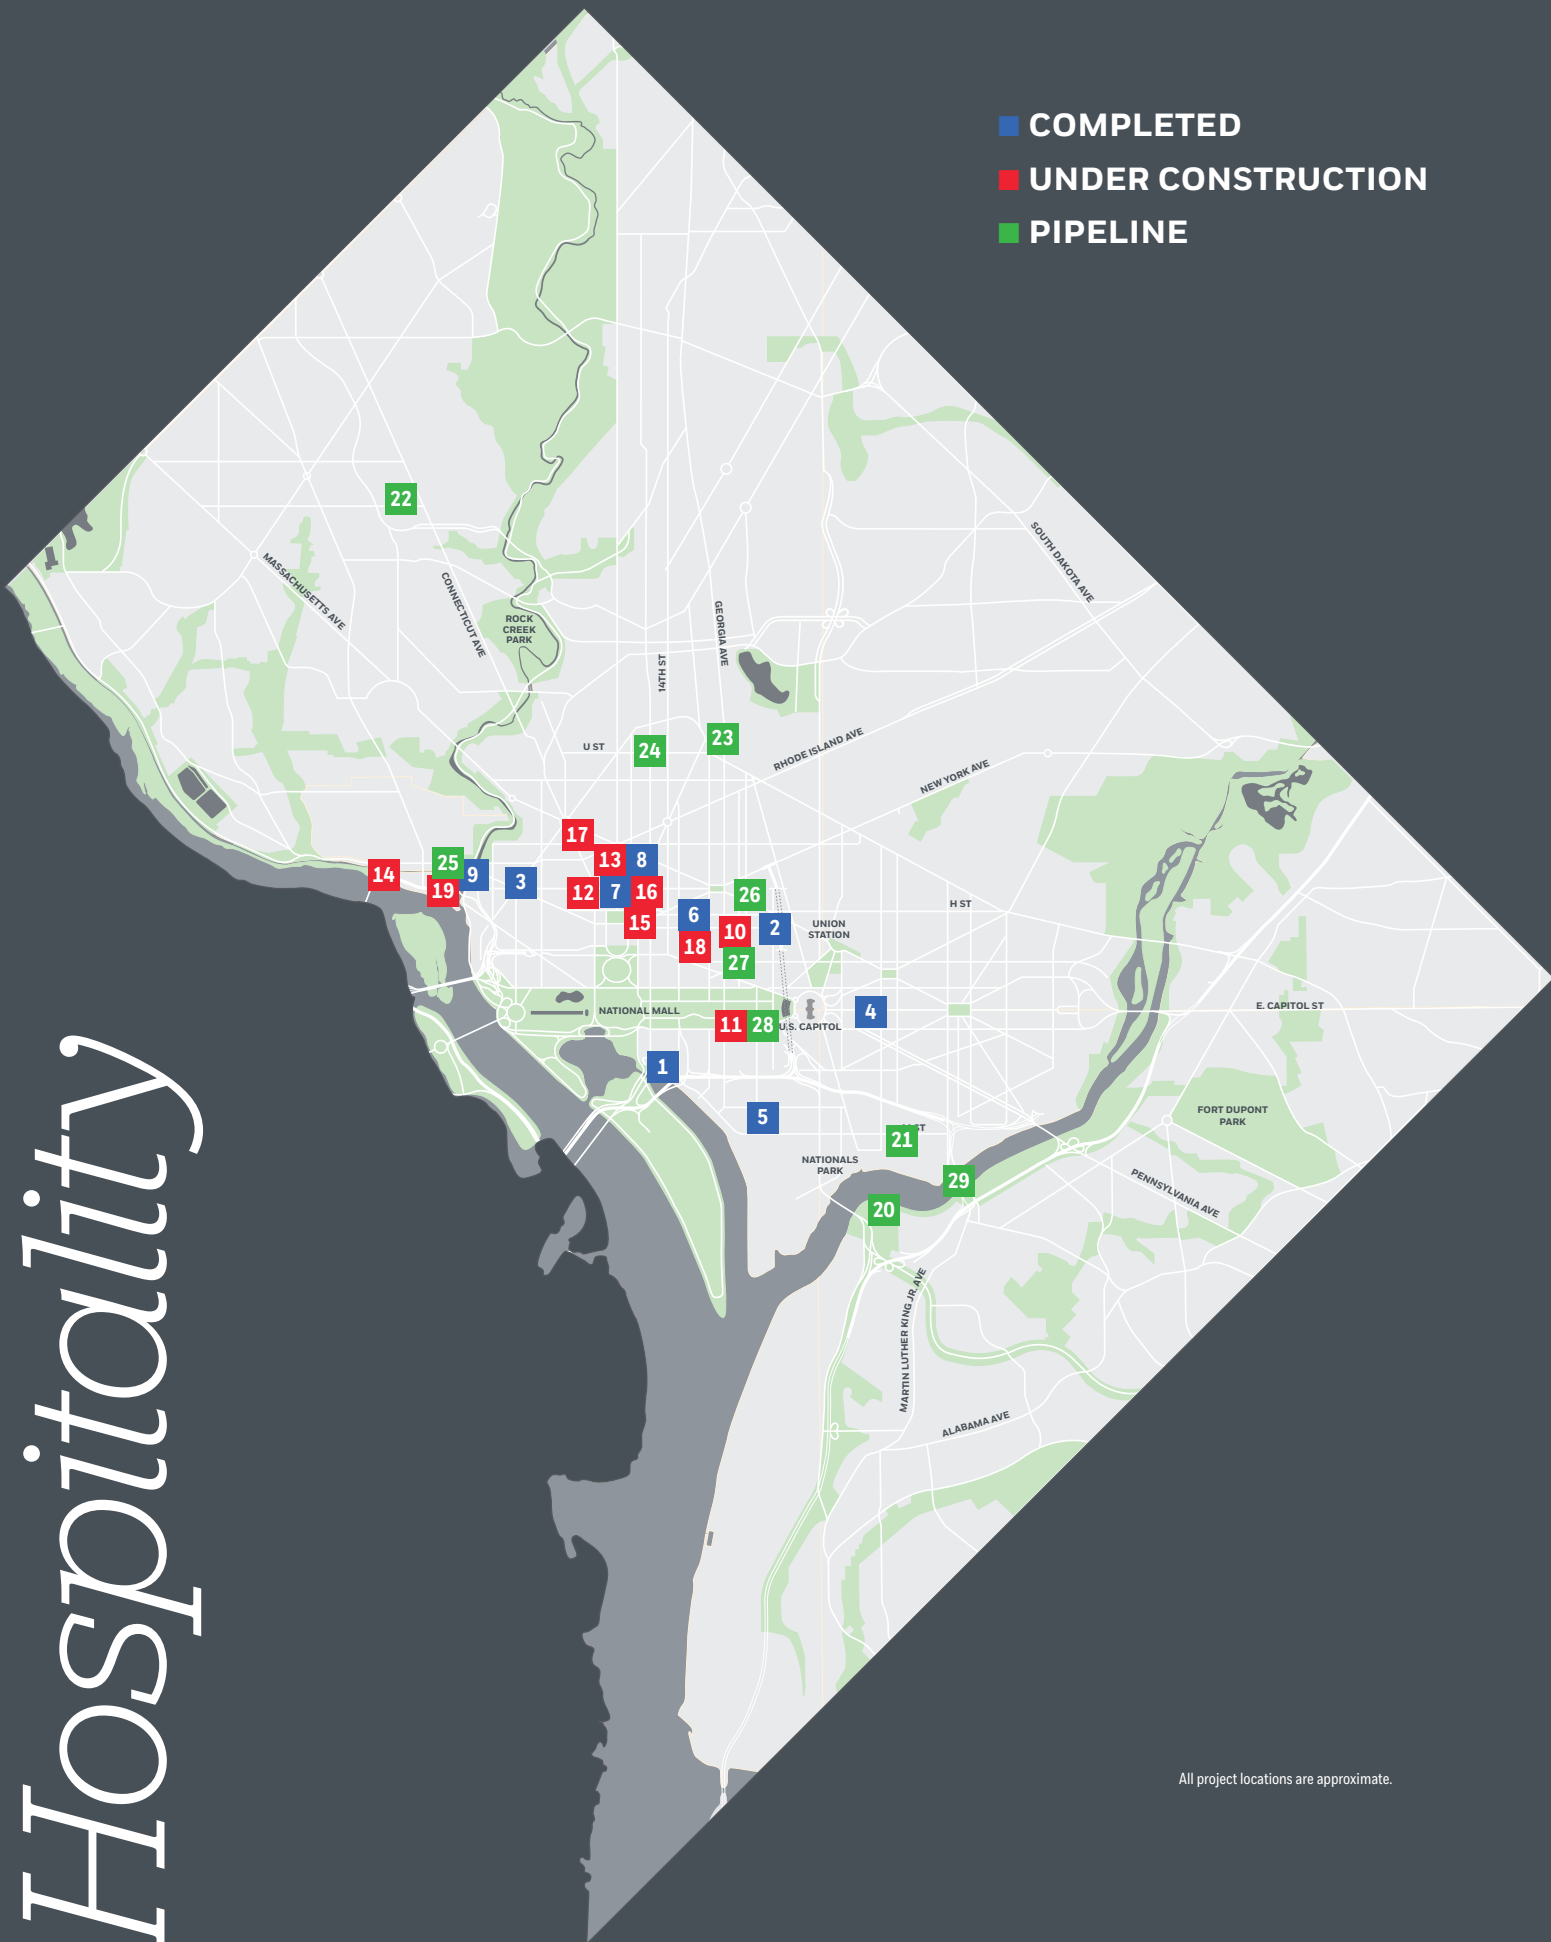 Hospitality
COMPLETED
UNDER CONSTRUCTION
PIPELINE
22
SOUTH DAKOTA AVE
MASSACHUSETTS AVE
CONNECTICUT AVE
ROCK
CREEK
PARK
GEORGIA AVE
14TH ST
U ST
24
23
RHODE ISLAND AVE
NEW YORK AVE
17
25
13
8
14
9
3
19
12
7
16
26
H ST
15
6
10
2
UNION
STATION
18
27
NATIONAL MALL
4
E. CAPITOL ST
11
28
U.S. CAPITOL
1
5
FORT DUPONT
PARK
21
ST
NATIONALS
PARK
29
PENNSYLVANIA AVE
20
MARTIN LUTHER KING JR. AVE
ALABAMA AVE
All project locations are approximate.